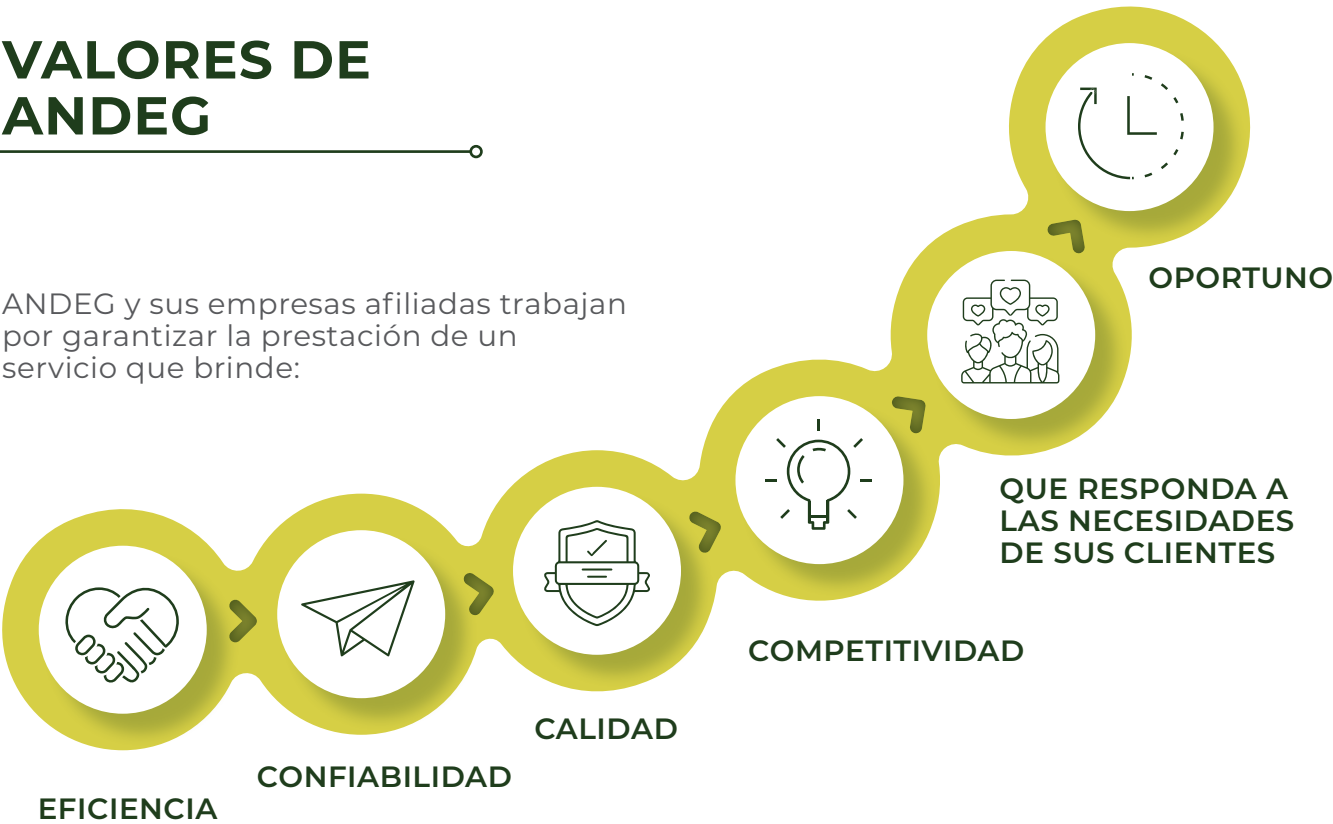 VALORES DE
ANDEG
ANDEG y sus empresas afiliadas trabajan
por garantizar la prestación de un
servicio que brinde:
EFICIENCIA
CONFIABILIDAD
CALIDAD
COMPETITIVIDAD
QUE RESPONDA A
LAS NECESIDADES
DE SUS CLIENTES
OPORTUNO